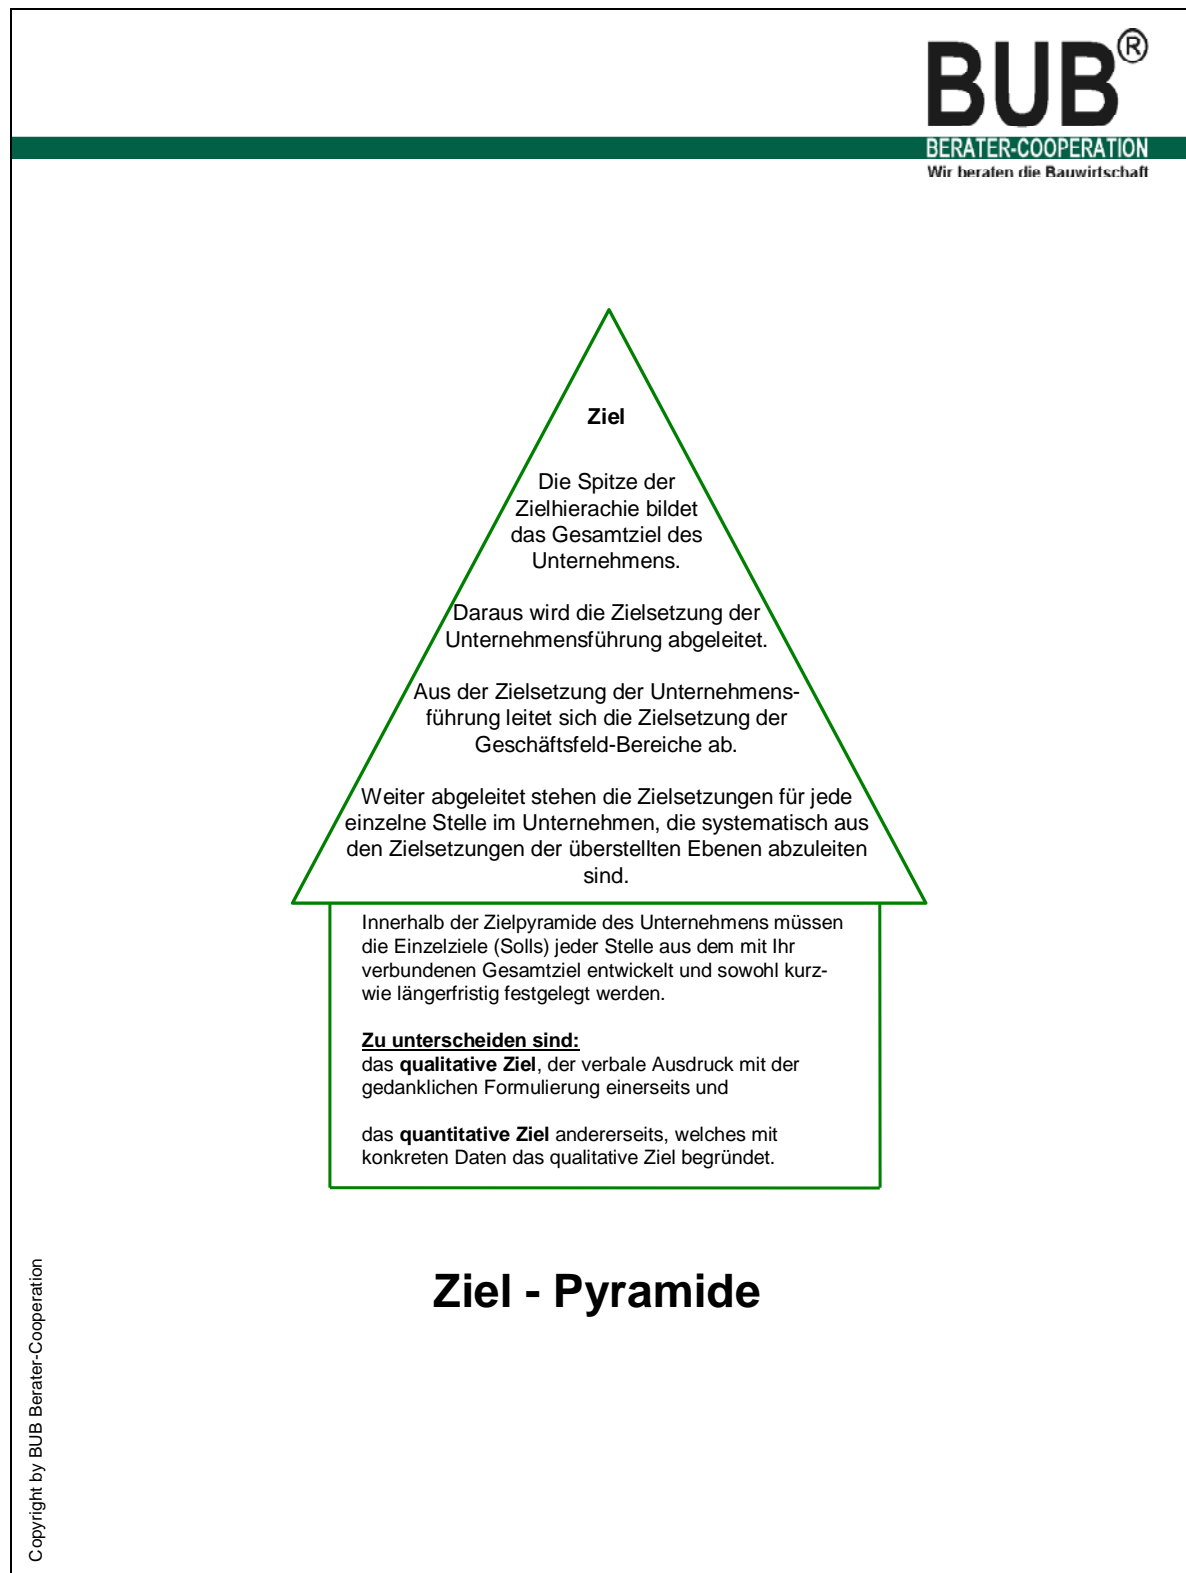 BUB®
BERATER-COOPERATION
Wir beraten die Bauwirtschaft
Ziel
Die Spitze der
Zielhierachie bildet
das Gesamtziel des
Unternehmens.
Daraus wird die Zielsetzung der
Unternehmensführung abgeleitet.
Aus der Zielsetzung der Unternehmens-
führung leitet sich die Zielsetzung der
Geschäftsfeld-Bereiche ab.
Weiter abgeleitet stehen die Zielsetzungen für jede
einzelne Stelle im Unternehmen, die systematisch aus
den Zielsetzungen der überstellten Ebenen abzuleiten
sind.
Innerhalb der Zielpyramide des Unternehmens müssen
die Einzelziele (Solls) jeder Stelle aus dem mit Ihr
verbundenen Gesamtziel entwickelt und sowohl kurz-
wie längerfristig festgelegt werden.
Zu unterscheiden sind:
das qualitative Ziel, der verbale Ausdruck mit der
gedanklichen Formulierung einerseits und
das quantitative Ziel andererseits, welches mit
konkreten Daten das qualitative Ziel begründet.
Ziel - Pyramide
Copyright by BUB Berater-Cooperation